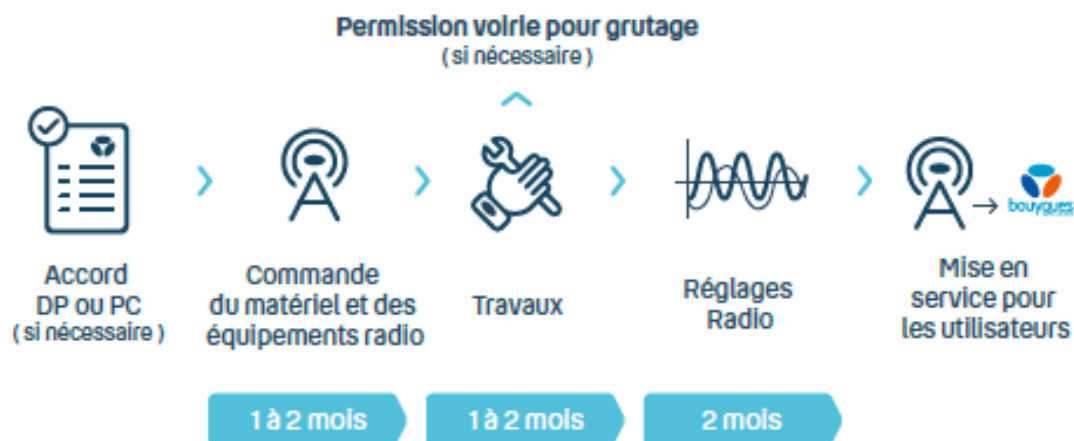 Permission voirie pour grutage
( si nécessaire )
Accord
DP ou PC
( si nécessaire )
Commande
du matériel et des
équipements radio
Travaux
Réglages
Radio
bouygues
Mise en
service pour
les utilisateurs
1 à 2 mois
1 à 2 mois
2 mois